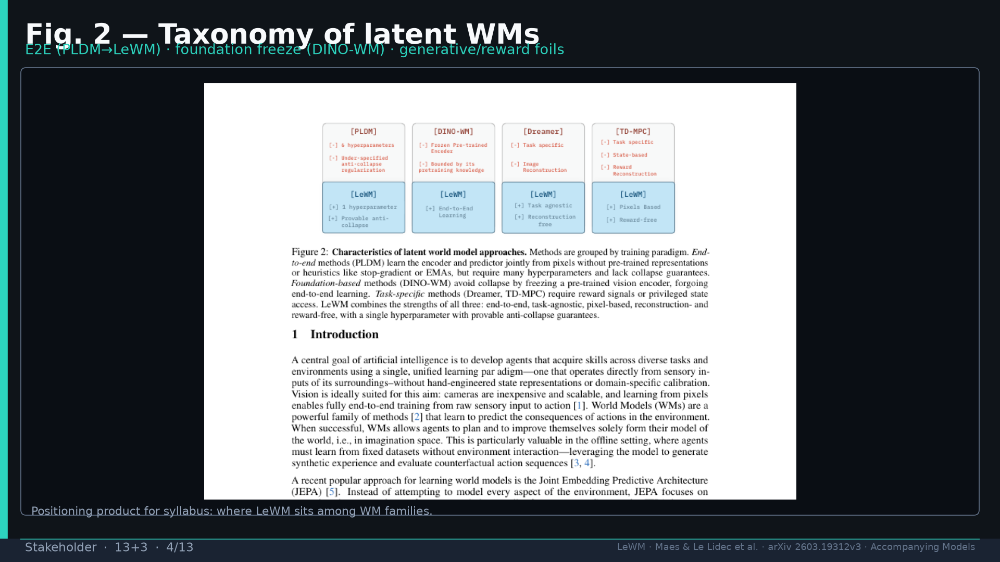 Fig. 2 — Taxonomy of latent WMs
E2E (PLDM→LeWM) · foundation freeze (DINO-WM) · generative/reward foils
[PLDM]
[-] 6 hyperparameters
[-] Under-specified
anti-collapse
regularization
[LeWM]
[+] 1 hyperparameter
[+] Provable anti-
collapse
[DINO-WM]
[-] Frozen Pre-trained
Encoder
[-] Bounded by its
pretraining knowledge
[LeWM]
[+] End-to-End
Learning
[Dreamer]
[-] Task specific
[-] Image
Reconstruction
[LeWM]
[+] Task agnostic
[+] Reconstruction
free
[TD-MPC]
[-] Task specific
[-] State-based
[-] Reward
Reconstruction
[LeWM]
[+] Pixels Based
[+] Reward-free
Figure 2: Characteristics of latent world model approaches. Methods are grouped by training paradigm. End-
to-end methods (PLDM) learn the encoder and predictor jointly from pixels without pre-trained representations
or heuristics like stop-gradient or EMAs, but require many hyperparameters and lack collapse guarantees.
Foundation-based methods (DINO-WM) avoid collapse by freezing a pre-trained vision encoder, forgoing
end-to-end learning. Task-specific methods (Dreamer, TD-MPC) require reward signals or privileged state
access. LeWM combines the strengths of all three: end-to-end, task-agnostic, pixel-based, reconstruction- and
reward-free, with a single hyperparameter with provable anti-collapse guarantees.
1 Introduction
A central goal of artificial intelligence is to develop agents that acquire skills across diverse tasks and
environments using a single, unified learning par adigm—one that operates directly from sensory in-
puts of its surroundings–without hand-engineered state representations or domain-specific calibration.
Vision is ideally suited for this aim: cameras are inexpensive and scalable, and learning from pixels
enables fully end-to-end training from raw sensory input to action [1]. World Models (WMs) are a
powerful family of methods [2] that learn to predict the consequences of actions in the environment.
When successful, WMs allows agents to plan and to improve themselves solely form their model of
the world, i.e., in imagination space. This is particularly valuable in the offline setting, where agents
must learn from fixed datasets without environment interaction—leveraging the model to generate
synthetic experience and evaluate counterfactual action sequences [3, 4].
A recent popular approach for learning world models is the Joint Embedding Predictive Architecture
(JEPA) [5]. Instead of attempting to model every aspect of the environment, JEPA focuses on
Positioning product for syllabus: where LeWM sits among WM families.
Stakeholder · 13+3 · 4/13
LeWM · Maes & Le Lidec et al. · arXiv 2603.19312v3 · Accompanying Models